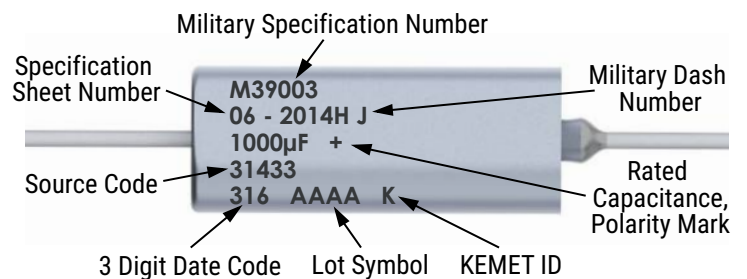 Military Specification Number
Specification
Sheet Number
Military Dash
Number
M39003
06 - 2014H J
1000µF +
31433
316 AAAA K
Source Code
Rated
Capacitance,
Polarity Mark
3 Digit Date Code
Lot Symbol
KEMET ID